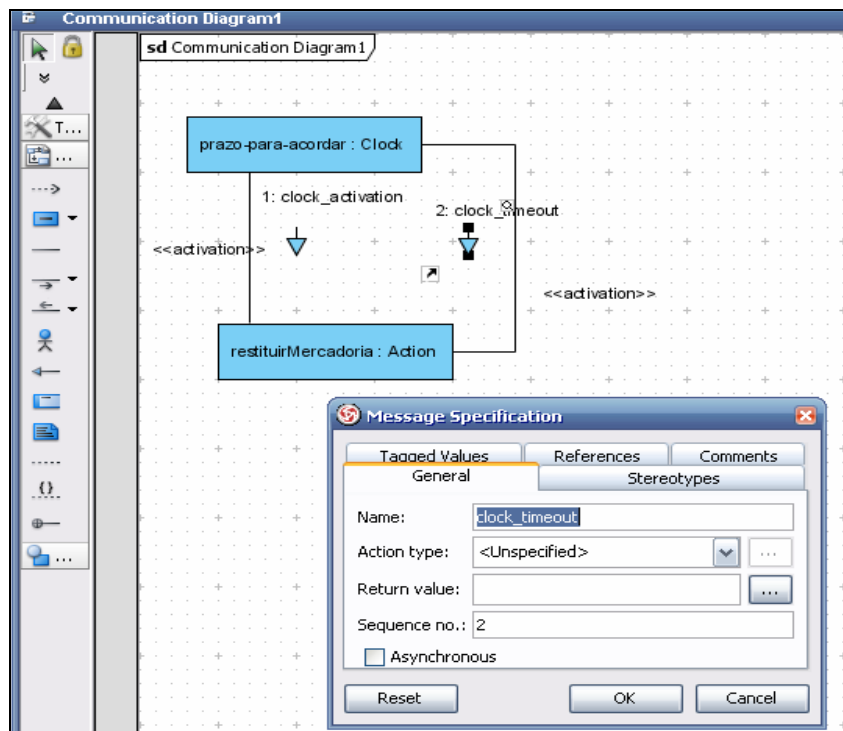 Communication Diagram1
sd Communication Diagram1
T...
...
prazo-para-acordar : Clock
1: clock_activation
2: clock_timeout
<<activation>>
<<activation>>
restituirMercadoria : Action
{}
...
Message Specification
Tagged Values References Comments
General Stereotypes
Name: clock_timeout
Action type: <Unspecified> ...
Return value: ...
Sequence no.: 2
Asynchronous
Reset OK Cancel